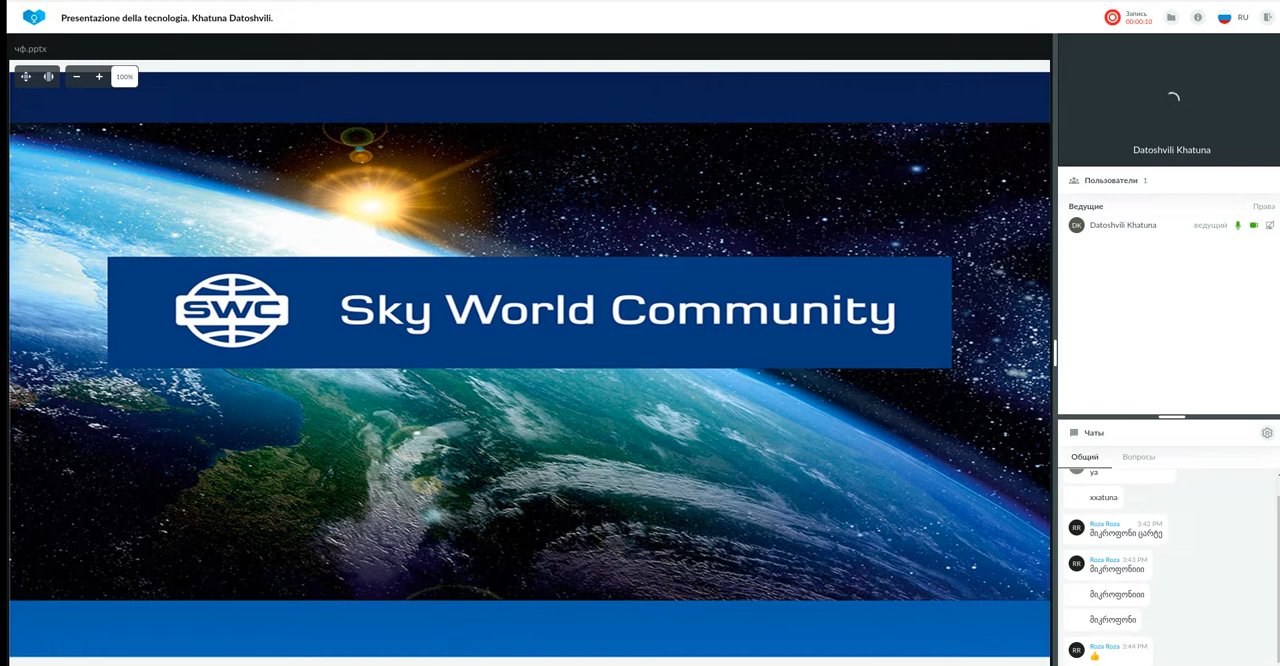 Presentazione della tecnologia. Khatuna Datoshvili.
Запись
00:00:10
RU
чф.pptx
100%
SWC Sky World Community
Datoshvili Khatuna
Пользователи 1
Ведущие Права
DK Datoshvili Khatuna ведущий
Чаты
Общий Вопросы
ya
xxatuna
RR Roza Roza 3:42 PM
მიკროფონი ცარტე
RR Roza Roza 3:43 PM
მიკროფონიიი
მიკროფონიიი
მიკროფონი
RR Roza Roza 3:44 PM
👍